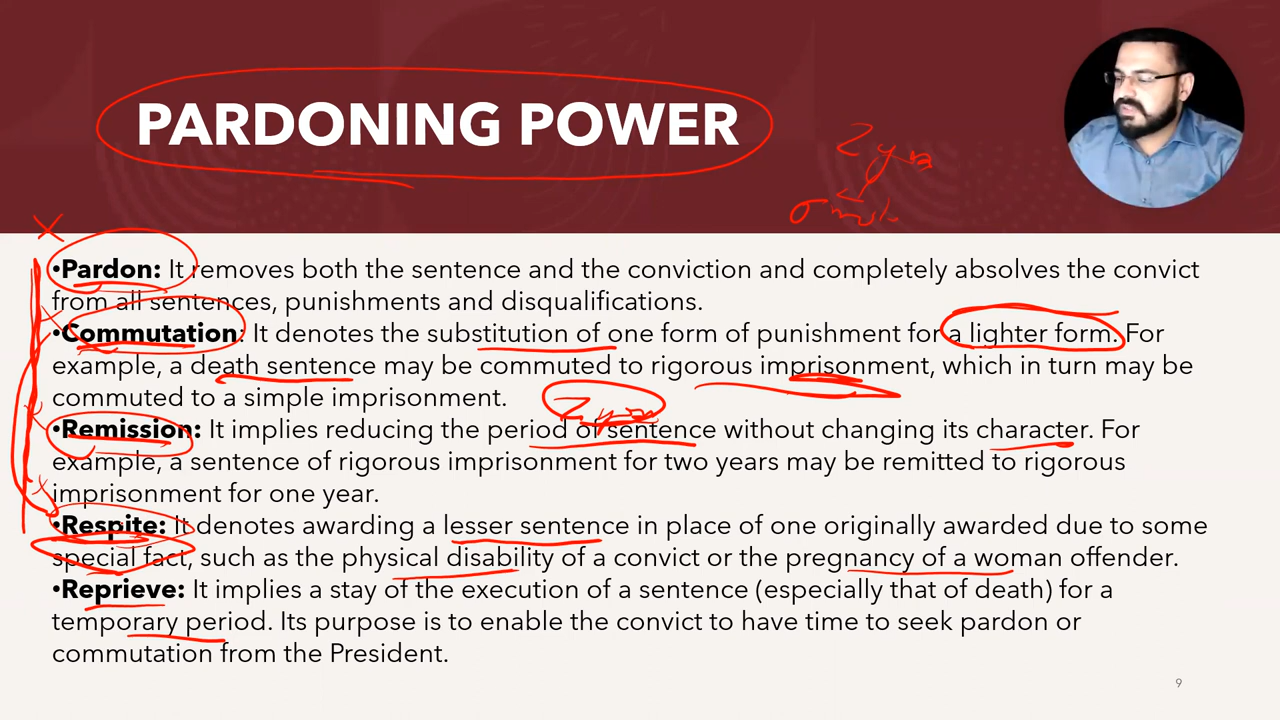 PARDONING POWER
•Pardon: It removes both the sentence and the conviction and completely absolves the convict
from all sentences, punishments and disqualifications.
•Commutation: It denotes the substitution of one form of punishment for a lighter form. For
example, a death sentence may be commuted to rigorous imprisonment, which in turn may be
commuted to a simple imprisonment.
•Remission: It implies reducing the period of sentence without changing its character. For
example, a sentence of rigorous imprisonment for two years may be remitted to rigorous
imprisonment for one year.
•Respite: It denotes awarding a lesser sentence in place of one originally awarded due to some
special fact, such as the physical disability of a convict or the pregnancy of a woman offender.
•Reprieve: It implies a stay of the execution of a sentence (especially that of death) for a
temporary period. Its purpose is to enable the convict to have time to seek pardon or
commutation from the President.
9